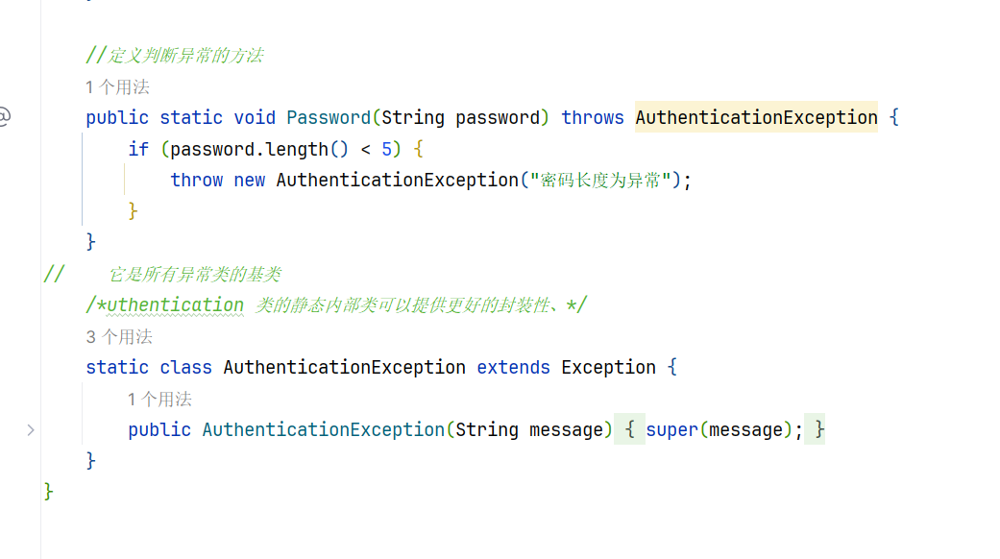 //定义判断异常的方法
1 个用法
public static void Password(String password) throws AuthenticationException {
if (password.length() < 5) {
throw new AuthenticationException("密码长度为异常");
}
}
// 它是所有异常类的基类
/*uthentication 类的静态内部类可以提供更好的封装性、*/
3 个用法
static class AuthenticationException extends Exception {
1 个用法
public AuthenticationException(String message) { super(message); }
}
}